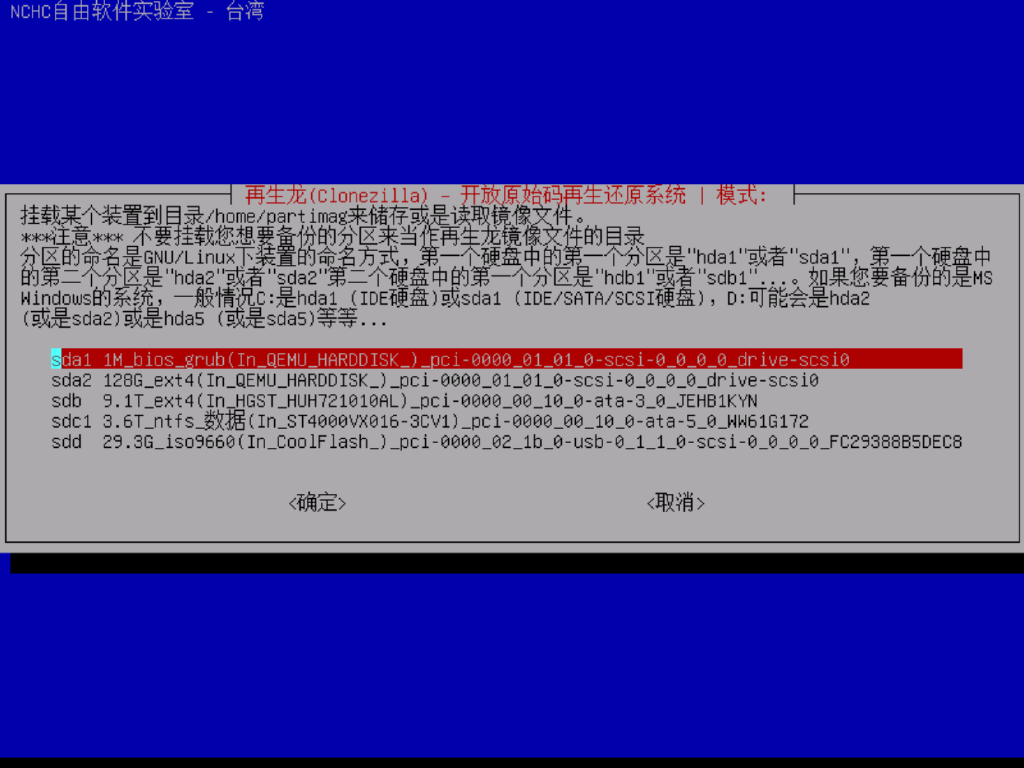 NCHC自由软件实验室 - 台湾
再生龙(Clonezilla) - 开放原始码再生还原系统 | 模式:
挂载某个装置到目录/home/partimag来储存或是读取镜像文件。
***注意*** 不要挂载您想要备份的分区来当作再生龙镜像文件的目录
分区的命名是GNU/Linux下装置的命名方式，第一个硬盘中的第一个分区是"hda1"或者"sda1"，第一个硬盘中
的第二个分区是"hda2"或者"sda2"第二个硬盘中的第一个分区是"hdb1"或者"sdb1"...。如果您要备份的是MS
Windows的系统，一般情况C:是hda1 (IDE硬盘)或sda1 (IDE/SATA/SCSI硬盘)，D:可能会是hda2
(或是sda2)或是hda5 (或是sda5)等等...
sda1 1M_bios_grub(In_QEMU_HARDDISK_)_pci-0000_01_01_0-scsi-0_0_0_0_drive-scsi0
sda2 128G_ext4(In_QEMU_HARDDISK_)_pci-0000_01_01_0-scsi-0_0_0_0_drive-scsi0
sdb 9.1T_ext4(In_HGST_HUH721010AL)_pci-0000_00_10_0-ata-3_0_JEHB1KYN
sdc1 3.6T_ntfs_数据(In_ST4000VX016-3CV1)_pci-0000_00_10_0-ata-5_0_WW61G172
sdd 29.3G_iso9660(In_CoolFlash_)_pci-0000_02_1b_0-usb-0_1_1_0-scsi-0_0_0_0_FC29388B5DEC8
<确定> <取消>